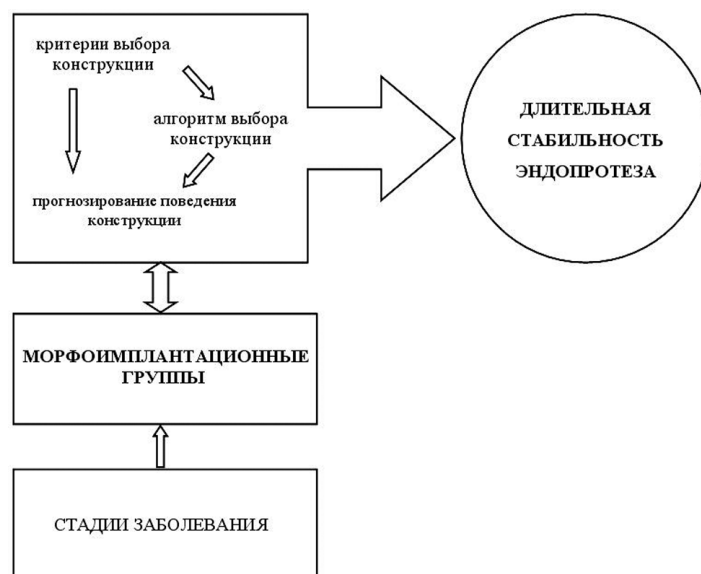 критерии выбора
конструкции
алгоритм выбора
конструкции
прогнозирование поведения
конструкции
ДЛИТЕЛЬНАЯ
СТАБИЛЬНОСТЬ
ЭНДОПРОТЕЗА
МОРФОИМПЛАНТАЦИОННЫЕ
ГРУППЫ
СТАДИИ ЗАБОЛЕВАНИЯ